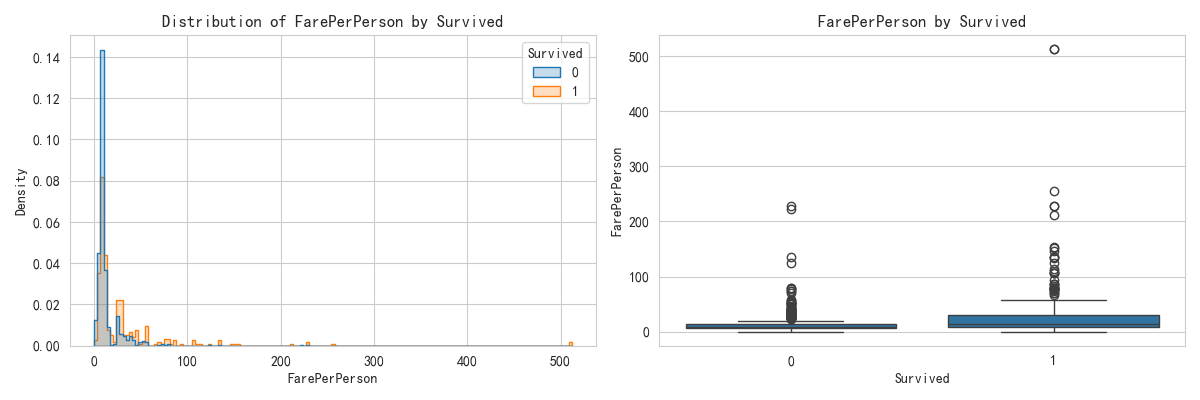 Distribution of FarePerPerson by Survived
Survived
0
1
0.14
0.12
0.10
0.08
0.06
0.04
0.02
0.00
Density
0 100 200 300 400 500
FarePerPerson
FarePerPerson by Survived
500
400
300
200
100
0
FarePerPerson
0 1
Survived